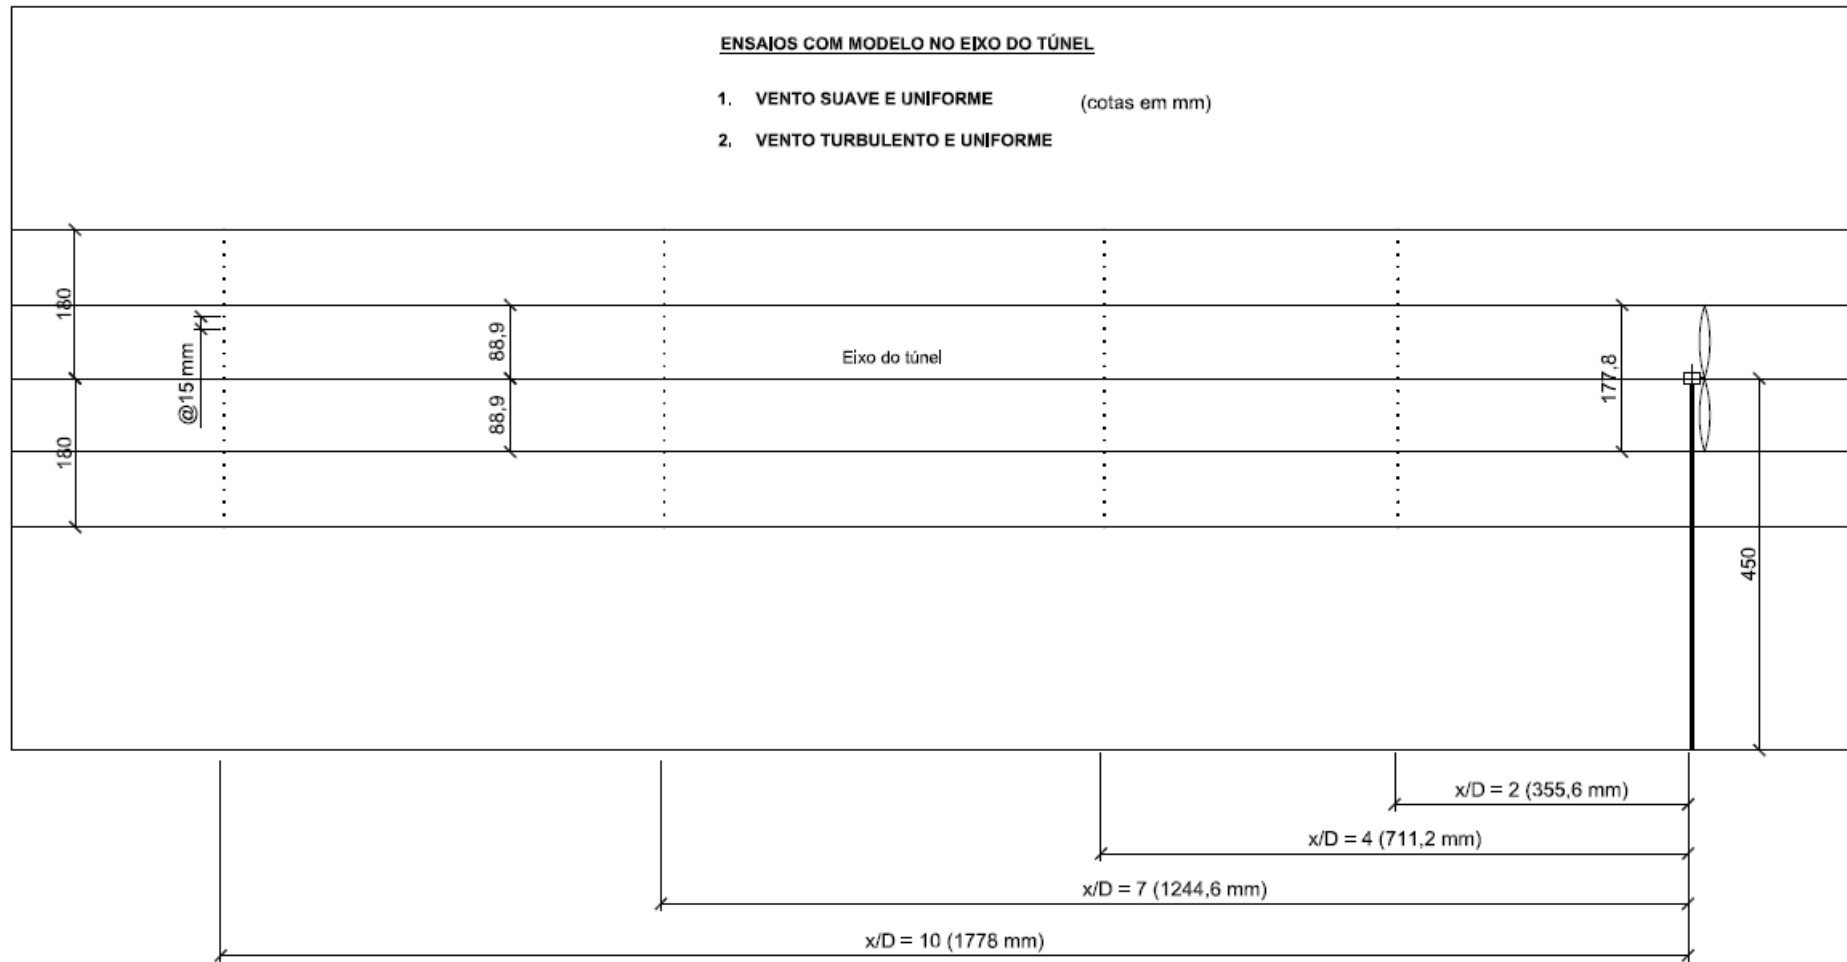 ENSAIOS COM MODELO NO EIXO DO TÚNEL
1. VENTO SUAVE E UNIFORME (cotas em mm)
2. VENTO TURBULENTO E UNIFORME
180
180
@15 mm
88,9
88,9
Eixo do túnel
177,8
450
x/D = 2 (355,6 mm)
x/D = 4 (711,2 mm)
x/D = 7 (1244,6 mm)
x/D = 10 (1778 mm)